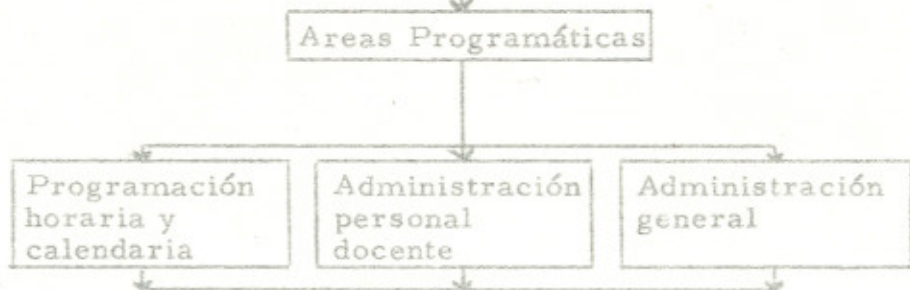 Areas Programáticas
Programación
horaria y
calendaria
Administración
personal
docente
Administración
general